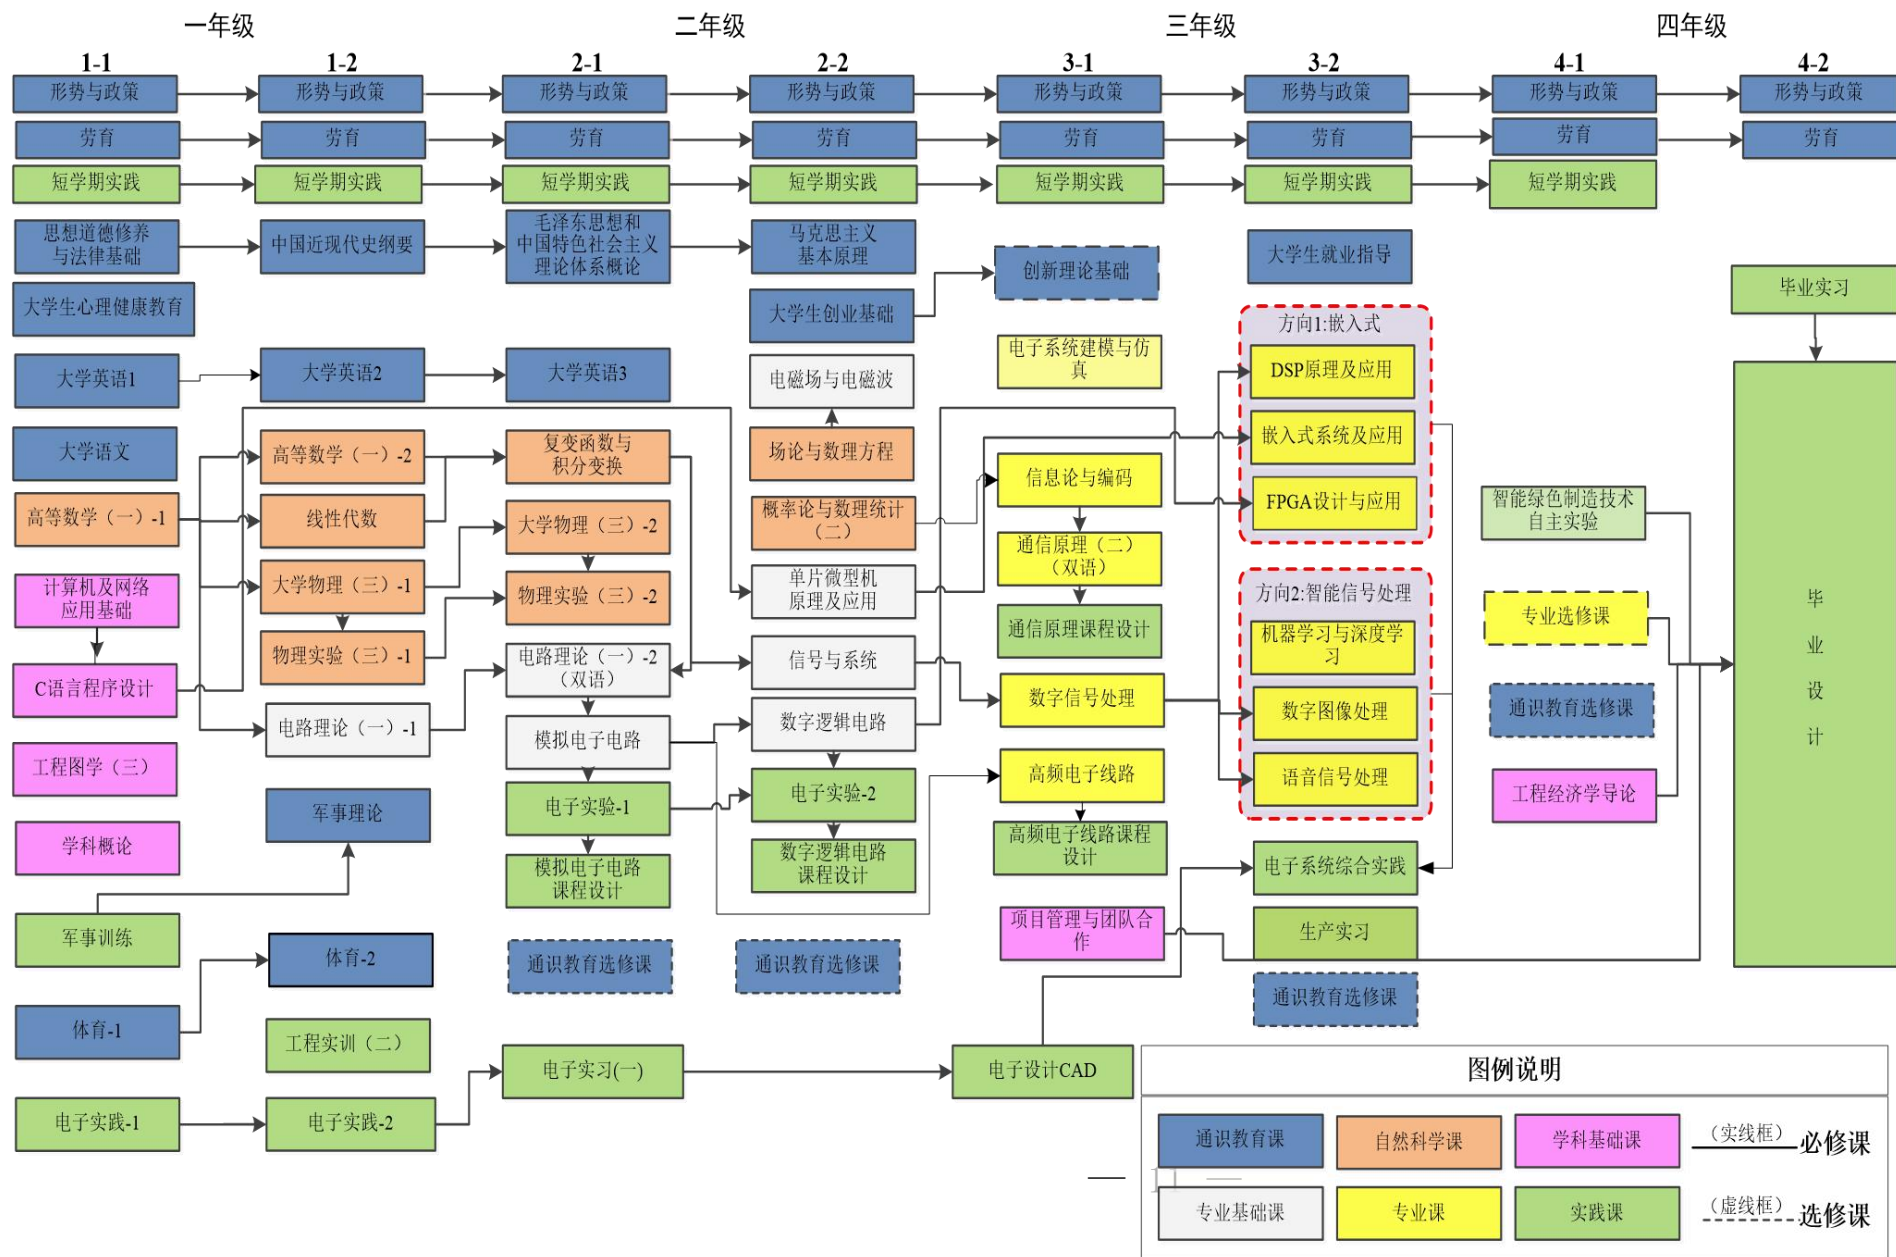 一年级
二年级
三年级
四年级
1-1
1-2
2-1
2-2
3-1
3-2
4-1
4-2
形势与政策
形势与政策
形势与政策
形势与政策
形势与政策
形势与政策
形势与政策
形势与政策
劳育
劳育
劳育
劳育
劳育
劳育
劳育
劳育
短学期实践
短学期实践
短学期实践
短学期实践
短学期实践
短学期实践
短学期实践
思想道德修养
与法律基础
中国近现代史纲要
毛泽东思想和
中国特色社会主义
理论体系概论
马克思主义
基本原理
创新理论基础
大学生就业指导
毕业实习
大学生心理健康教育
大学生创业基础
方向1:嵌入式
电子系统建模与仿
真
大学英语1
大学英语2
大学英语3
电磁场与电磁波
DSP原理及应用
大学语文
高等数学（一）-2
复变函数与
积分变换
场论与数理方程
信息论与编码
嵌入式系统及应用
FPGA设计与应用
高等数学（一）-1
线性代数
大学物理（三）-2
概率论与数理统计
（二）
通信原理（二）
（双语）
智能绿色制造技术
自主实验
计算机及网络
应用基础
大学物理（三）-1
物理实验（三）-2
单片微型机
原理及应用
通信原理课程设计
方向2:智能信号处理
机器学习与深度学
习
专业选修课
毕
业
设
计
物理实验（三）-1
电路理论（一）-2
（双语）
信号与系统
C语言程序设计
电路理论（一）-1
模拟电子电路
数字逻辑电路
数字信号处理
数字图像处理
通识教育选修课
工程图学（三）
军事理论
电子实验-1
电子实验-2
高频电子线路
语音信号处理
工程经济学导论
学科概论
模拟电子电路
课程设计
数字逻辑电路
课程设计
高频电子线路课程
设计
电子系统综合实践
军事训练
体育-2
通识教育选修课
通识教育选修课
项目管理与团队合
作
生产实习
通识教育选修课
体育-1
工程实训（二）
电子实习(一)
电子设计CAD
电子实践-1
电子实践-2
图例说明
通识教育课
自然科学课
学科基础课
（实线框）
必修课
专业基础课
专业课
实践课
（虚线框）
选修课